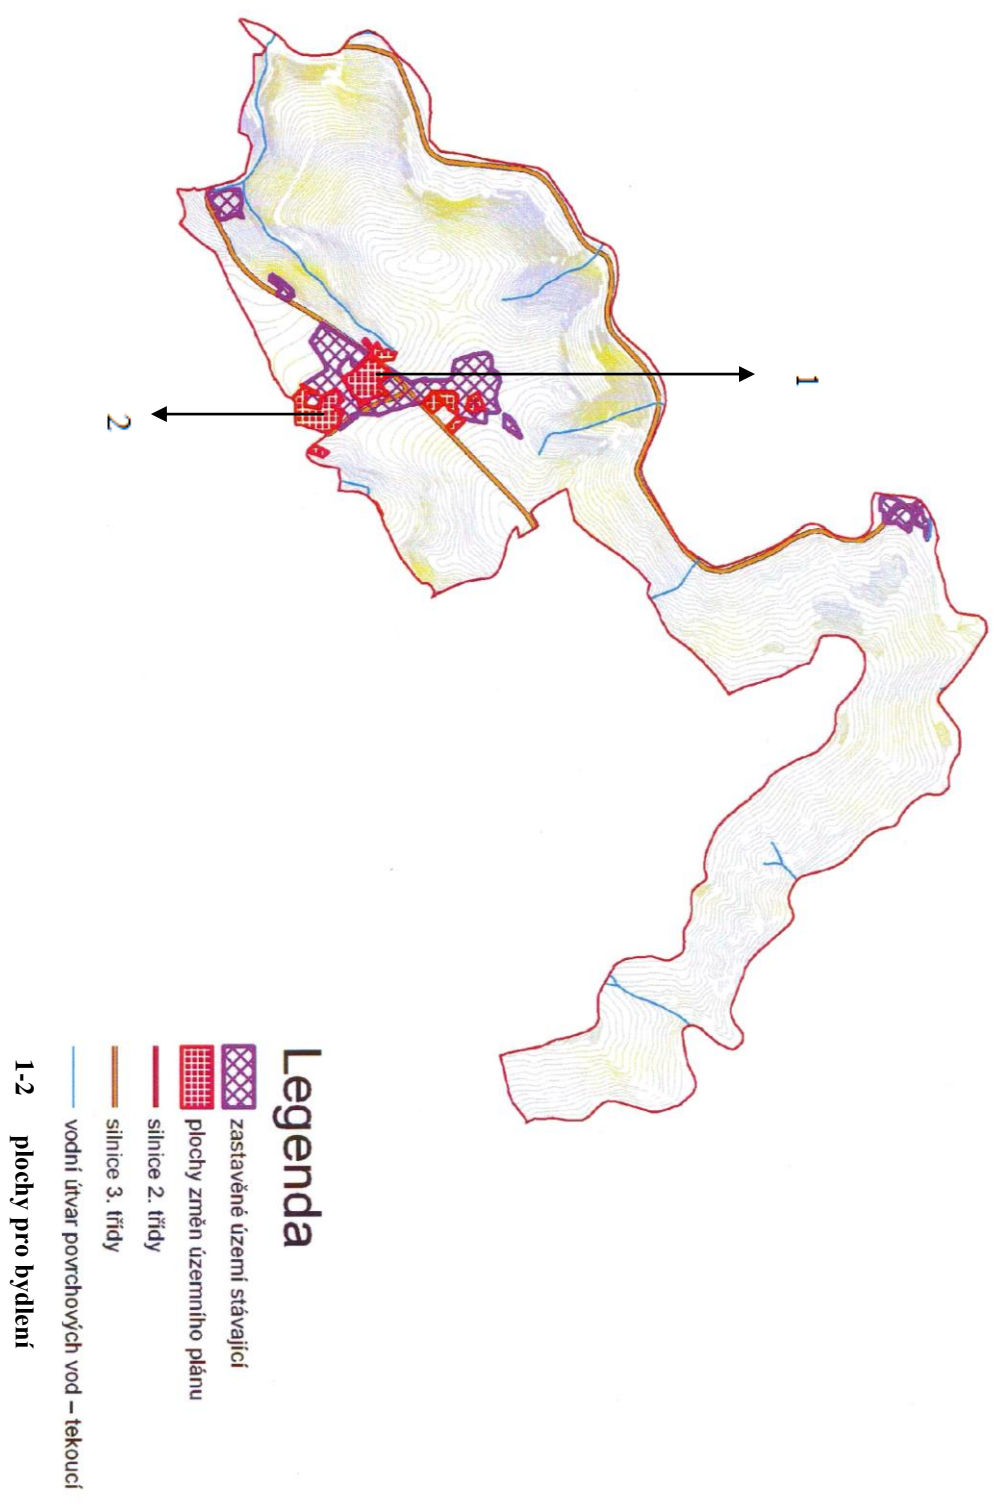 1
2
Legenda
zastavěné území stávající
plochy změn územního plánu
silnice 2. třídy
silnice 3. třídy
vodní útvar povrchových vod – tekoucí
1-2 plochy pro bydlení